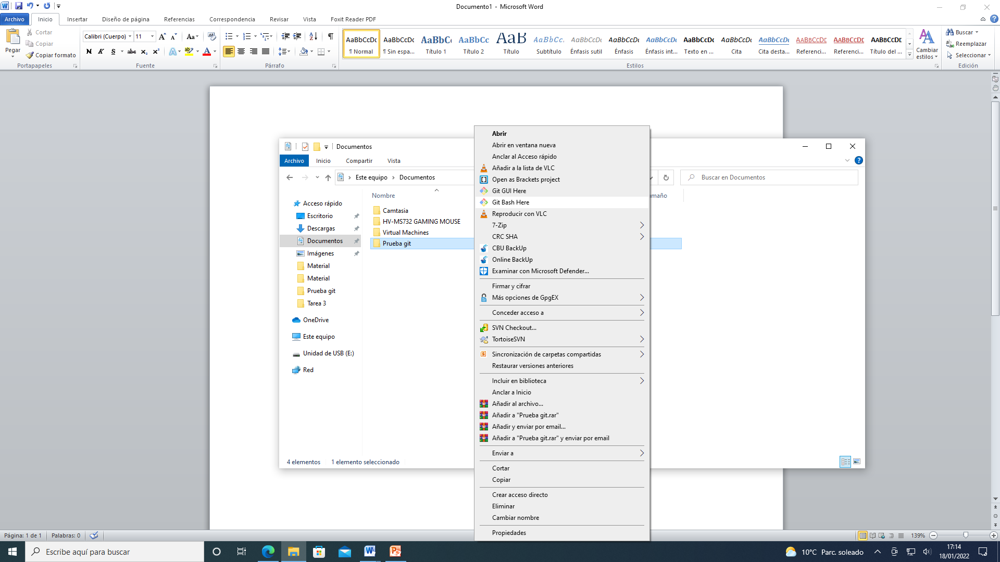 Documento1 - Microsoft Word
Archivo Inicio Insertar Diseño de página Referencias Correspondencia Revisar Vista Foxit Reader PDF
Pegar
Cortar
Copiar
Copiar formato
Portapapeles
Calibri (Cuerpo) 11
Fuente
Párrafo
AaBbCcDc AaBbCcDc AaBbC AaBbCc AaB AaBbCc. AaBbCcDc AaBbCcDc AaBbCcDc AaBbCcDc AaBbCcDc AaBbCcDc AABBCCDE AABBCCDE AABBCCDE
¶ Normal ¶ Sin espa... Título 1 Título 2 Título Subtítulo Énfasis sutil Énfasis Énfasis int... Texto en ... Cita Cita desta... Referenci... Referenci... Título del ...
Estilos
Cambiar estilos
Buscar
Reemplazar
Seleccionar
Edición
Documentos
Archivo Inicio Compartir Vista
Este equipo > Documentos
Buscar en Documentos
Nombre
maño
Acceso rápido
Escritorio
Descargas
Documentos
Imágenes
Material
Material
Prueba git
Tarea 3
OneDrive
Este equipo
Unidad de USB (E:)
Red
Camtasia
HV-MS732 GAMING MOUSE
Virtual Machines
Prueba git
4 elementos 1 elemento seleccionado
Abrir
Abrir en ventana nueva
Anclar al Acceso rápido
Añadir a la lista de VLC
Open as Brackets project
Git GUI Here
Git Bash Here
Reproducir con VLC
7-Zip
CRC SHA
CBU BackUp
Online BackUp
Examinar con Microsoft Defender...
Firmar y cifrar
Más opciones de GpgEX
Conceder acceso a
SVN Checkout...
TortoiseSVN
Sincronización de carpetas compartidas
Restaurar versiones anteriores
Incluir en biblioteca
Anclar a Inicio
Añadir al archivo...
Añadir a "Prueba git.rar"
Añadir y enviar por email...
Añadir a "Prueba git.rar" y enviar por email
Enviar a
Cortar
Copiar
Crear acceso directo
Eliminar
Cambiar nombre
Propiedades
Página: 1 de 1 Palabras: 0
139%
Escribe aquí para buscar
10°C Parc. soleado
17:14
18/01/2022